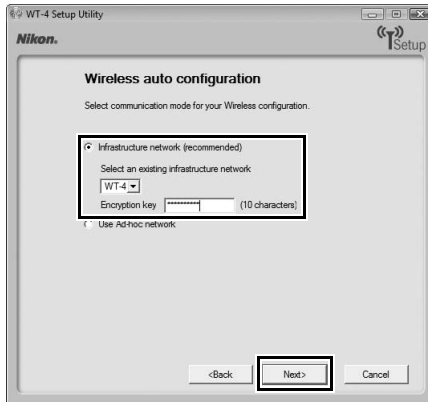 WT-4 Setup Utility
Nikon.
Setup
Wireless auto configuration
Select communication mode for your Wireless configuration.
Infrastructure network (recommended)
Select an existing infrastructure network
WT-4
Encryption key ********** (10 characters)
Use Ad-hoc network
<Back Next> Cancel